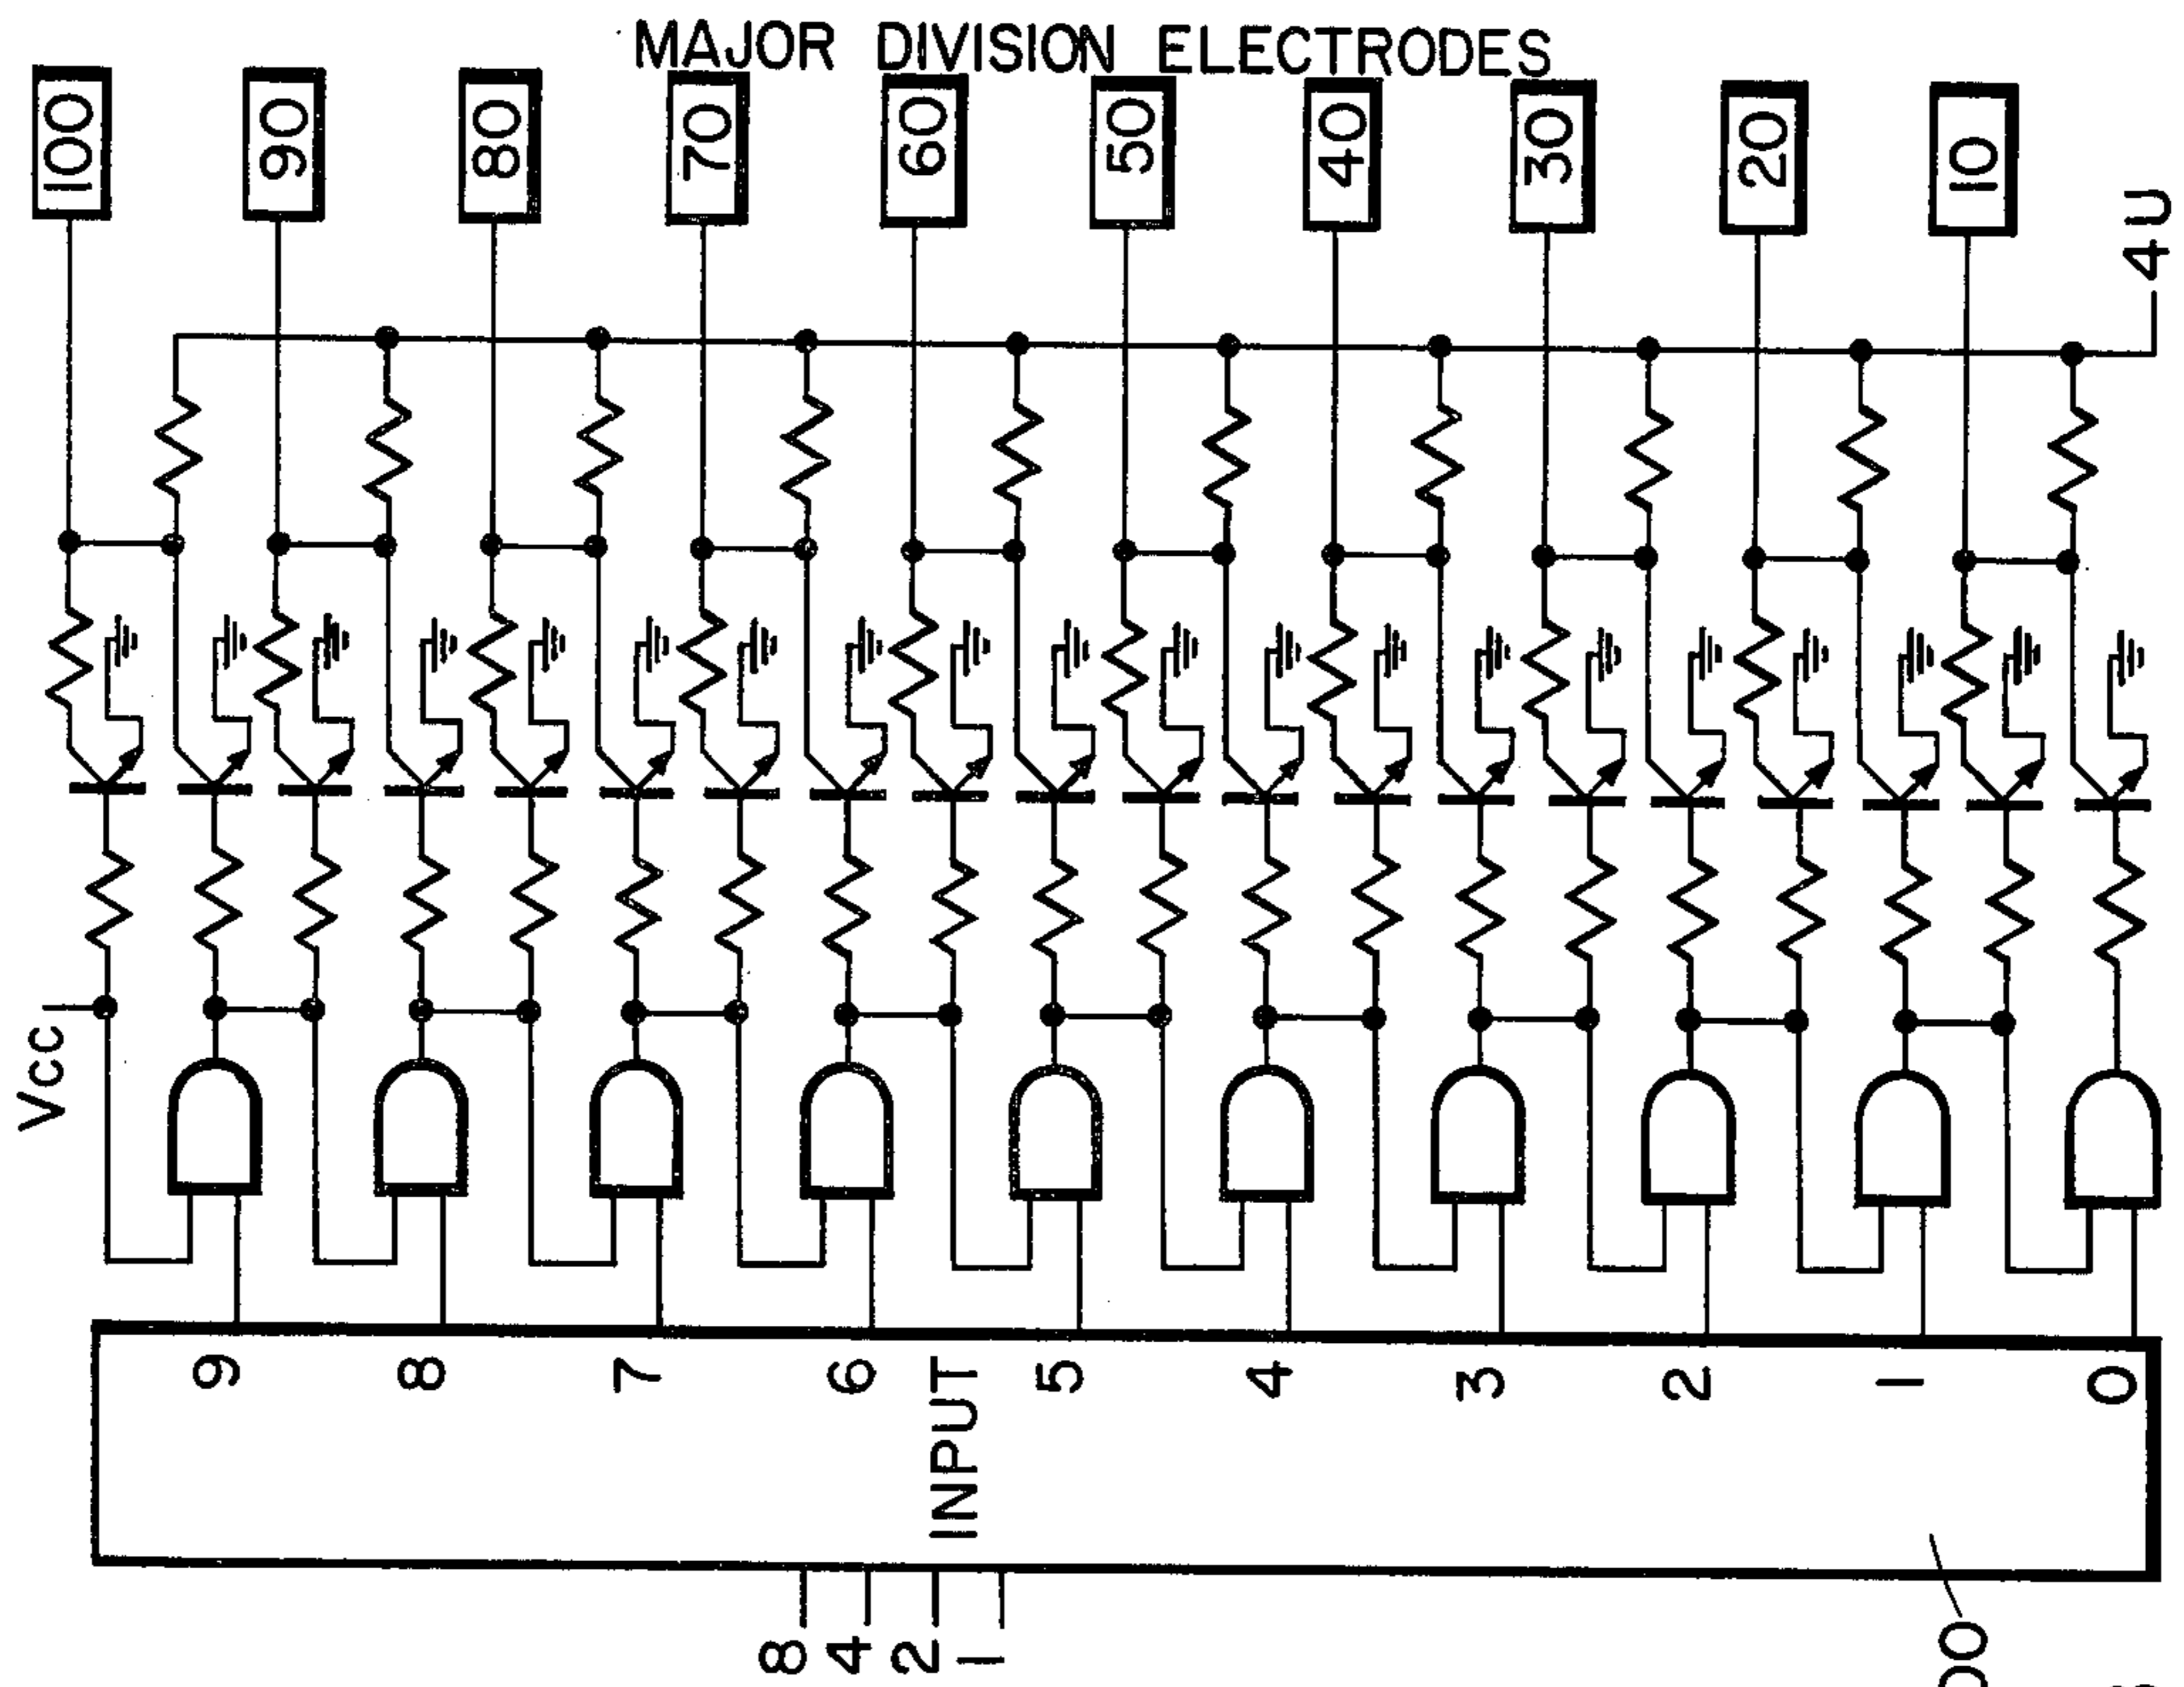 MAJOR DIVISION ELECTRODES
100 90 80 70 60 50 40 30 20 10
4U
Vcc
9 8 7 6 5 4 3 2 1 0
INPUT
8 4 2 1